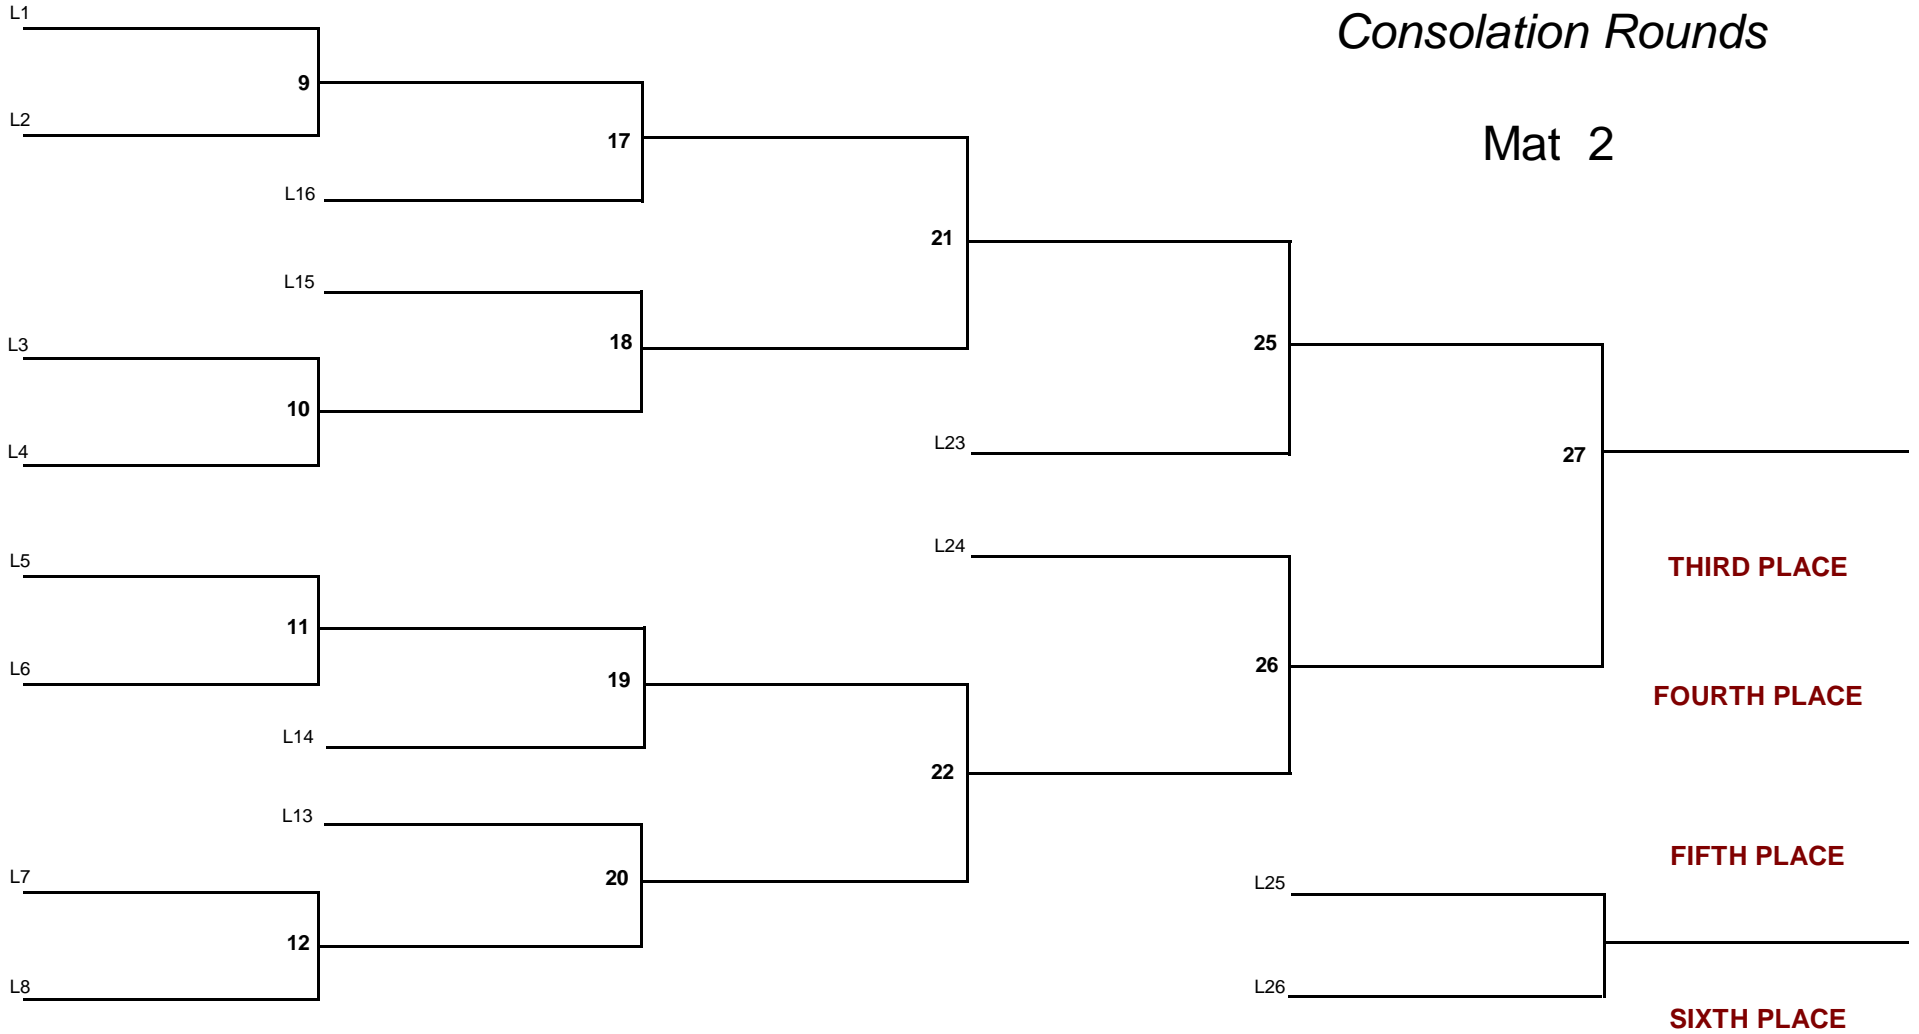 L1
Consolation Rounds
9
L2
17
Mat 2
L16
21
L15
L3
18
25
10
L4
L23
27
L24
L5
THIRD PLACE
11
L6
19
26
FOURTH PLACE
L14
22
L13
FIFTH PLACE
L7
20
L25
12
L8
L26
SIXTH PLACE